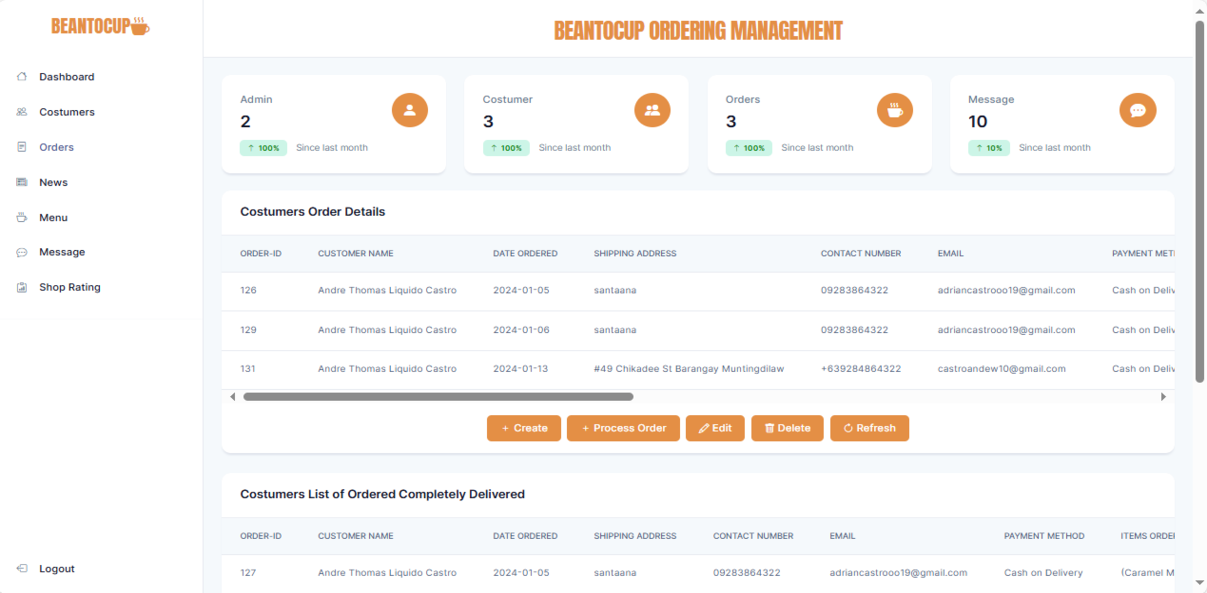 BEANTOCUP
BEANTOCUP ORDERING MANAGEMENT
Dashboard
Costumers
Orders
News
Menu
Message
Shop Rating
Logout
Admin
2
↑ 100% Since last month
Costumer
3
↑ 100% Since last month
Orders
3
↑ 100% Since last month
Message
10
↑ 10% Since last month
Costumers Order Details
ORDER-ID CUSTOMER NAME DATE ORDERED SHIPPING ADDRESS CONTACT NUMBER EMAIL PAYMENT MET
126 Andre Thomas Liquido Castro 2024-01-05 santaana 09283864322 adriancastrooo19@gmail.com Cash on Deliv
129 Andre Thomas Liquido Castro 2024-01-06 santaana 09283864322 adriancastrooo19@gmail.com Cash on Deliv
131 Andre Thomas Liquido Castro 2024-01-13 #49 Chikadee St Barangay Muntingdilaw +639284864322 castroandew10@gmail.com Cash on Deliv
+ Create + Process Order Edit Delete Refresh
Costumers List of Ordered Completely Delivered
ORDER-ID CUSTOMER NAME DATE ORDERED SHIPPING ADDRESS CONTACT NUMBER EMAIL PAYMENT METHOD ITEMS ORDE
127 Andre Thomas Liquido Castro 2024-01-05 santaana 09283864322 adriancastrooo19@gmail.com Cash on Delivery (Caramel M